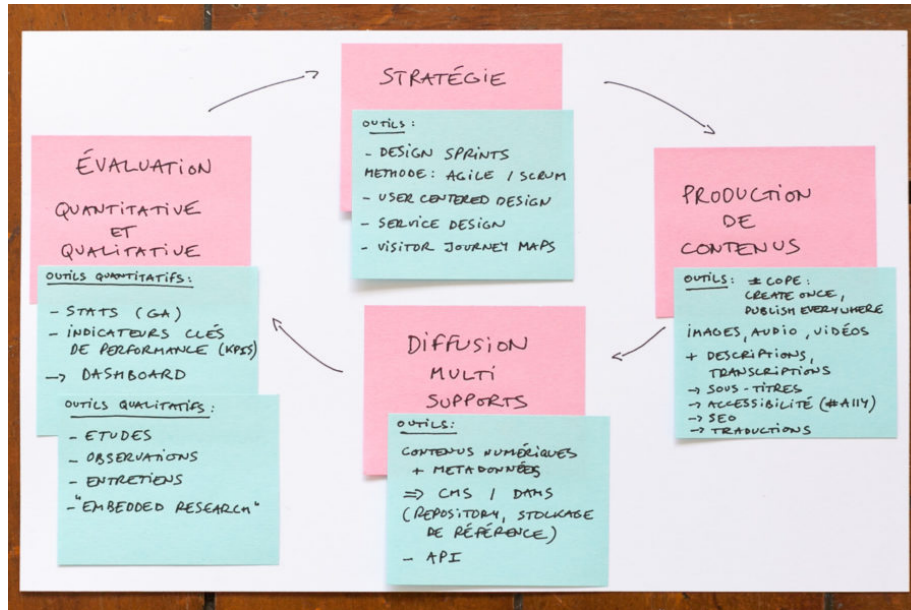 STRATÉGIE
OUTILS :
- DESIGN SPRINTS
METHODE : AGILE / SCRUM
- USER CENTERED DESIGN
- SERVICE DESIGN
- VISITOR JOURNEY MAPS
PRODUCTION
DE
CONTENUS
OUTILS : #COPE :
CREATE ONCE,
PUBLISH EVERYWHERE
IMAGES, AUDIO, VIDÉOS
+ DESCRIPTIONS,
TRANSCRIPTIONS
→ SOUS-TITRES
→ ACCESSIBILITÉ (#A11Y)
→ SEO
→ TRADUCTIONS
DIFFUSION
MULTI
SUPPORTS
OUTILS :
CONTENUS NUMÉRIQUES
+ METADONNÉES
⇒ CMS / DAMS
(REPOSITORY, STOCKAGE
DE RÉFÉRENCE)
- API
ÉVALUATION
QUANTITATIVE
ET
QUALITATIVE
OUTILS QUANTITATIFS :
- STATS (GA)
- INDICATEURS CLÉS
DE PERFORMANCE (KPIS)
→ DASHBOARD
OUTILS QUALITATIFS :
- ETUDES
- OBSERVATIONS
- ENTRETIENS
- "EMBEDDED RESEARCH"